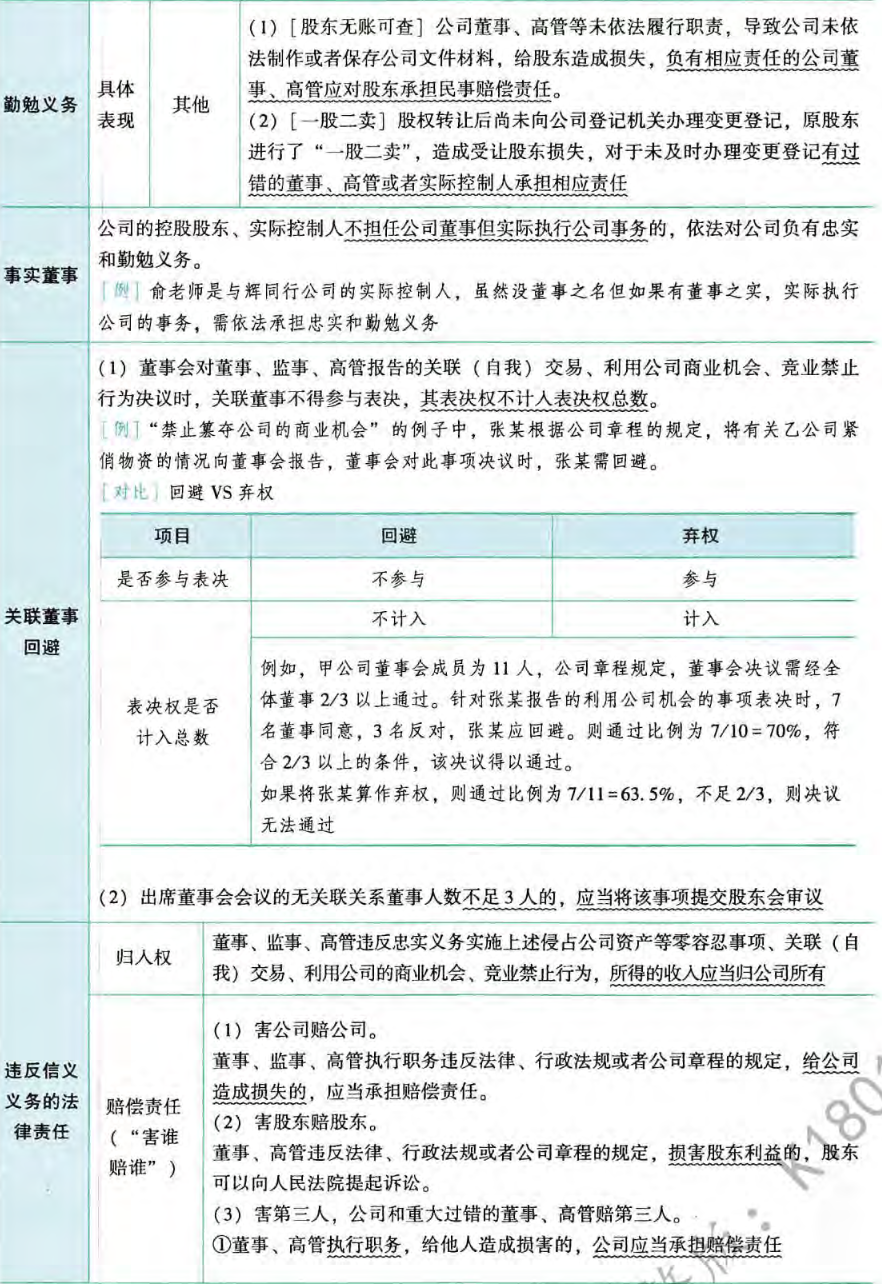 勤勉义务
具体
表现
其他
(1) [股东无账可查] 公司董事、高管等未依法履行职责，导致公司未依
法制作或者保存公司文件材料，给股东造成损失，负有相应责任的公司董
事、高管应对股东承担民事赔偿责任。
(2) [一股二卖] 股权转让后尚未向公司登记机关办理变更登记，原股东
进行了“一股二卖”，造成受让股东损失，对于未及时办理变更登记有过
错的董事、高管或者实际控制人承担相应责任
事实董事
公司的控股股东、实际控制人不担任公司董事但实际执行公司事务的，依法对公司负有忠实
和勤勉义务。
[例] 俞老师是与辉同行公司的实际控制人，虽然没董事之名但如果有董事之实，实际执行
公司的事务，需依法承担忠实和勤勉义务
关联董事
回避
(1) 董事会对董事、监事、高管报告的关联（自我）交易、利用公司商业机会、竞业禁止
行为决议时，关联董事不得参与表决，其表决权不计入表决权总数。
[例]“禁止篡夺公司的商业机会”的例子中，张某根据公司章程的规定，将有关乙公司紧
俏物资的情况向董事会报告，董事会对此事项决议时，张某需回避。
[对比] 回避 VS 弃权
项目 回避 弃权
是否参与表决 不参与 参与
表决权是否
计入总数
不计入 计入
例如，甲公司董事会成员为 11 人，公司章程规定，董事会决议需经全
体董事 2/3 以上通过。针对张某报告的利用公司机会的事项表决时，7
名董事同意，3 名反对，张某应回避。则通过比例为 7/10=70%，符
合 2/3 以上的条件，该决议得以通过。
如果将张某算作弃权，则通过比例为 7/11=63.5%，不足 2/3，则决议
无法通过
(2) 出席董事会会议的无关联关系董事人数不足 3 人的，应当将该事项提交股东会审议
违反信义
义务的法
律责任
归入权
董事、监事、高管违反忠实义务实施上述侵占公司资产等零容忍事项、关联（自
我）交易、利用公司的商业机会、竞业禁止行为，所得的收入应当归公司所有
赔偿责任
（“害谁
赔谁”）
(1) 害公司赔公司。
董事、监事、高管执行职务违反法律、行政法规或者公司章程的规定，给公司
造成损失的，应当承担赔偿责任。
(2) 害股东赔股东。
董事、高管违反法律、行政法规或者公司章程的规定，损害股东利益的，股东
可以向人民法院提起诉讼。
(3) 害第三人，公司和重大过错的董事、高管赔第三人。
①董事、高管执行职务，给他人造成损害的，公司应当承担赔偿责任